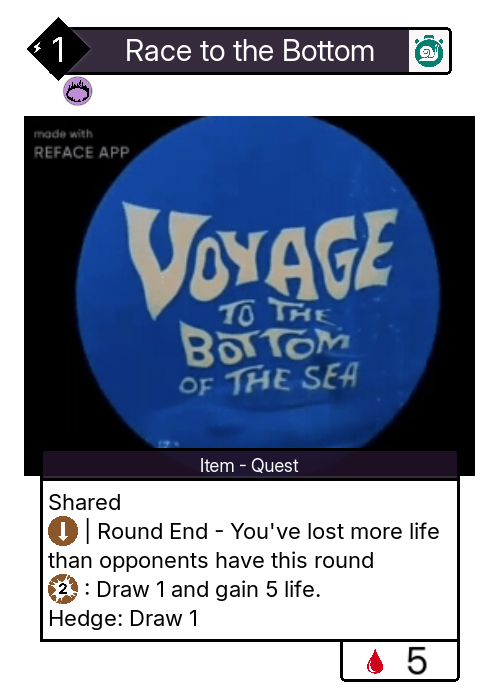 1
Race to the Bottom
made with
REFACE APP
VOYAGE
TO THE
BOTTOM
OF THE SEA
Item - Quest
Shared
| Round End - You've lost more life
than opponents have this round
2 : Draw 1 and gain 5 life.
Hedge: Draw 1
5